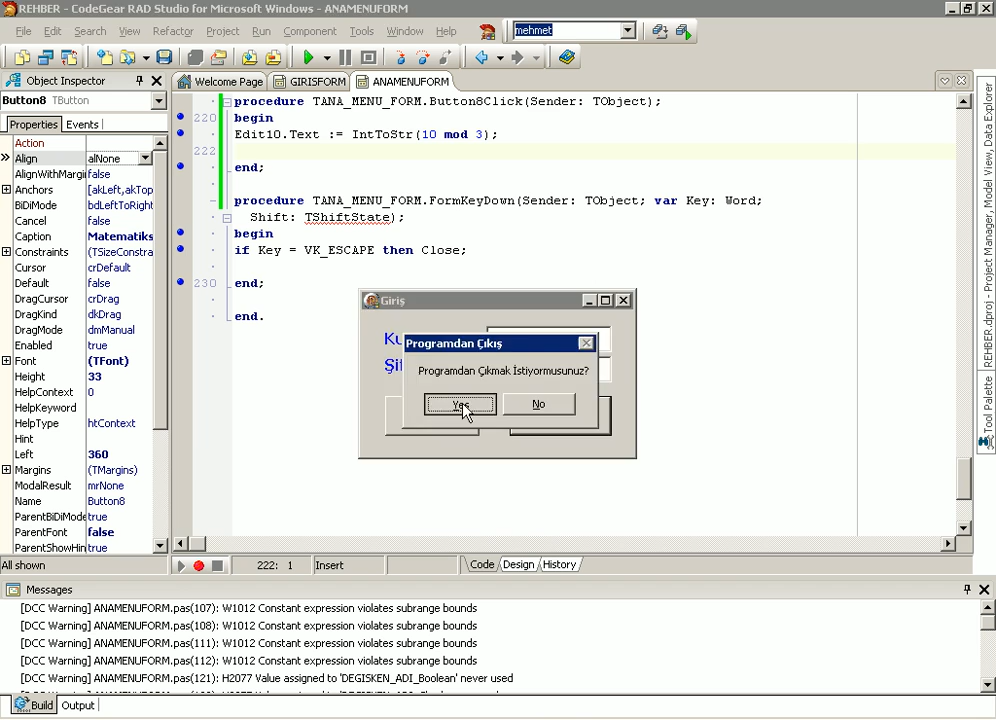 REHBER - CodeGear RAD Studio for Microsoft Windows - ANAMENUFORM
File Edit Search View Refactor Project Run Component Tools Window Help mehmet
Object Inspector
Welcome Page GIRISFORM ANAMENUFORM
Button8 TButton
Properties Events
Action
Align alNone
AlignWithMargi false
Anchors [akLeft,akTop
BiDiMode bdLeftToRight
Cancel false
Caption Matematiks
Constraints (TSizeConstra
Cursor crDefault
Default false
DragCursor crDrag
DragKind dkDrag
DragMode dmManual
Enabled true
Font (TFont)
Height 33
HelpContext 0
HelpKeyword
HelpType htContext
Hint
Left 360
Margins (TMargins)
ModalResult mrNone
Name Button8
ParentBiDiMode true
ParentFont false
ParentShowHin true
All shown
procedure TANA_MENU_FORM.Button8Click(Sender: TObject);
220 begin
Edit10.Text := IntToStr(10 mod 3);
222
end;
procedure TANA_MENU_FORM.FormKeyDown(Sender: TObject; var Key: Word;
Shift: TShiftState);
begin
if Key = VK_ESCAPE then Close;
230 end;
end.
Giriş
Ku
Şif
Programdan Çıkış
Programdan Çıkmak İstiyormusunuz?
Yes No
222: 1 Insert Code Design History
REHBER.dproj - Project Manager, Model View, Data Explorer
Tool Palette
Messages
[DCC Warning] ANAMENUFORM.pas(107): W1012 Constant expression violates subrange bounds
[DCC Warning] ANAMENUFORM.pas(108): W1012 Constant expression violates subrange bounds
[DCC Warning] ANAMENUFORM.pas(111): W1012 Constant expression violates subrange bounds
[DCC Warning] ANAMENUFORM.pas(112): W1012 Constant expression violates subrange bounds
[DCC Warning] ANAMENUFORM.pas(121): H2077 Value assigned to 'DEGISKEN_ADI_Boolean' never used
Build Output